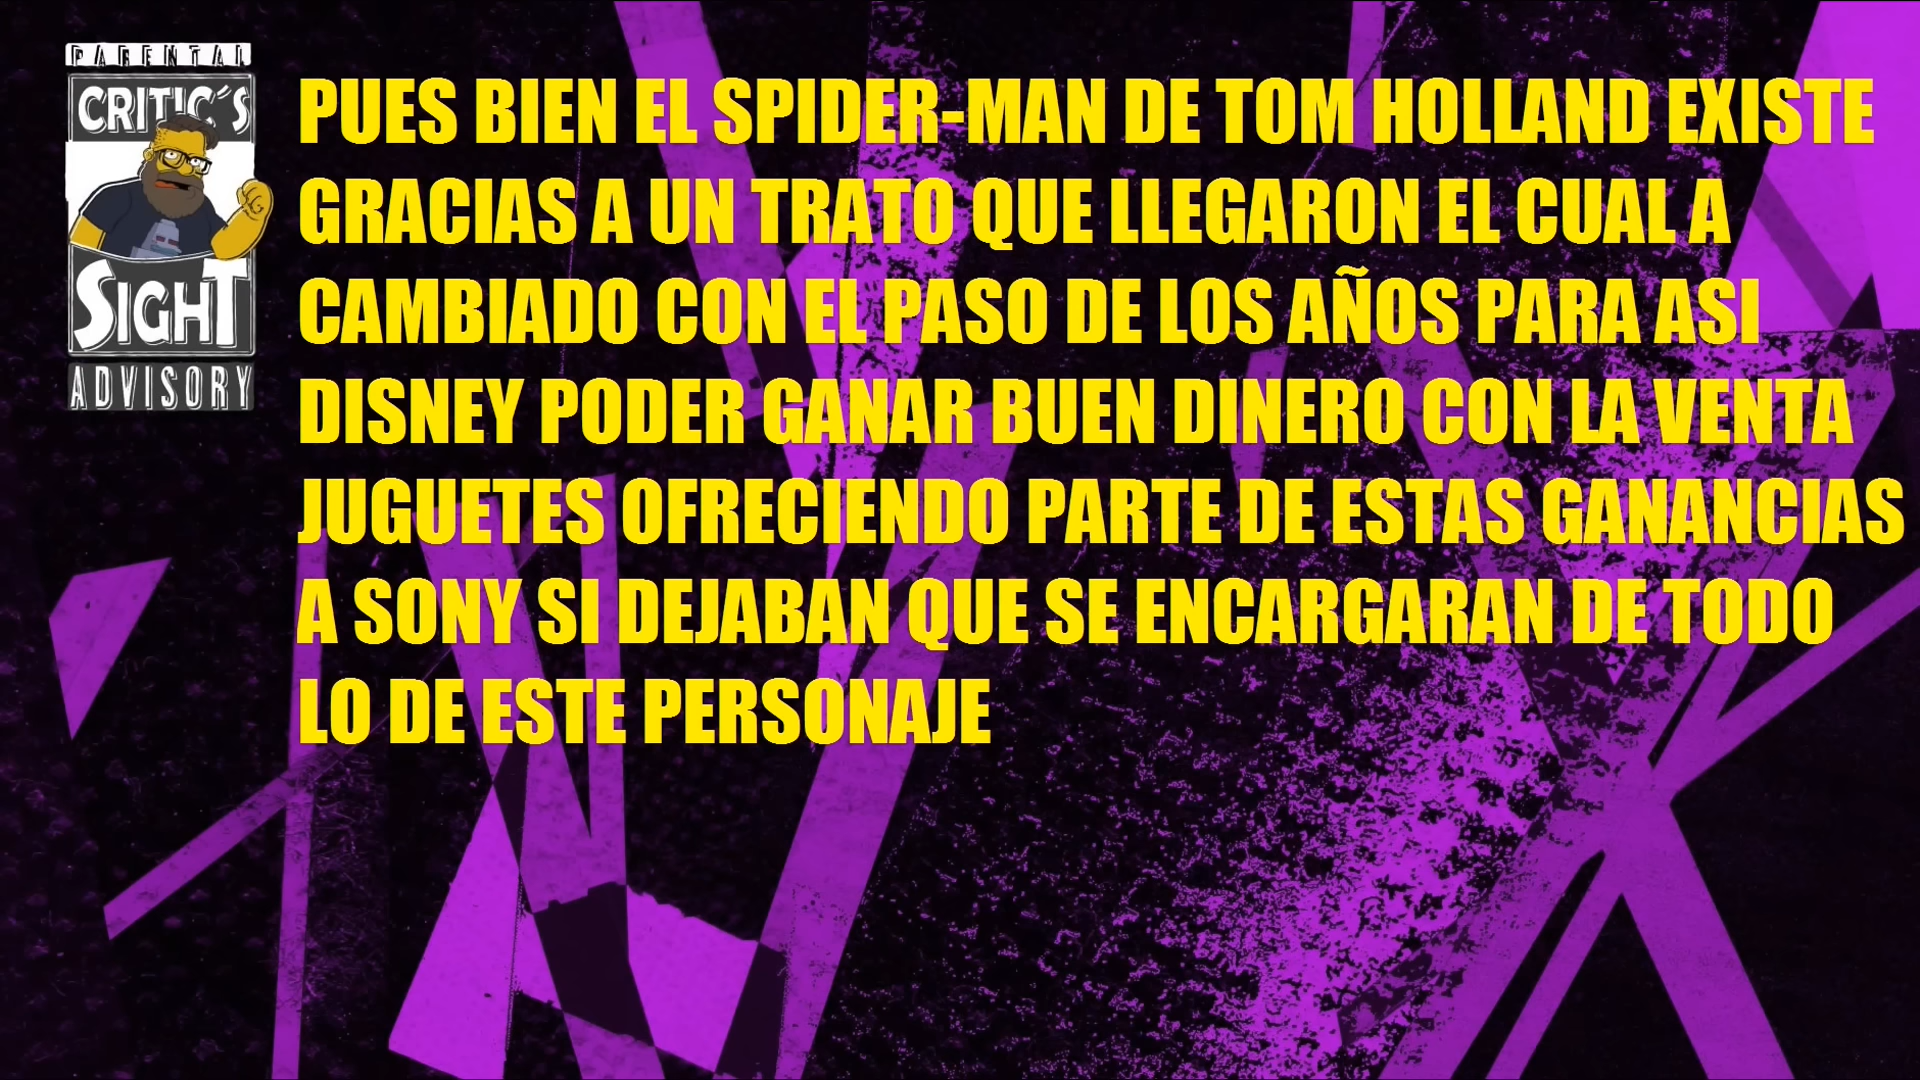 PARENTAL
CRITIC´S
SIGHT
ADVISORY
PUES BIEN EL SPIDER-MAN DE TOM HOLLAND EXISTE
GRACIAS A UN TRATO QUE LLEGARON EL CUAL A
CAMBIADO CON EL PASO DE LOS AÑOS PARA ASI
DISNEY PODER GANAR BUEN DINERO CON LA VENTA
JUGUETES OFRECIENDO PARTE DE ESTAS GANANCIAS
A SONY SI DEJABAN QUE SE ENCARGARAN DE TODO
LO DE ESTE PERSONAJE